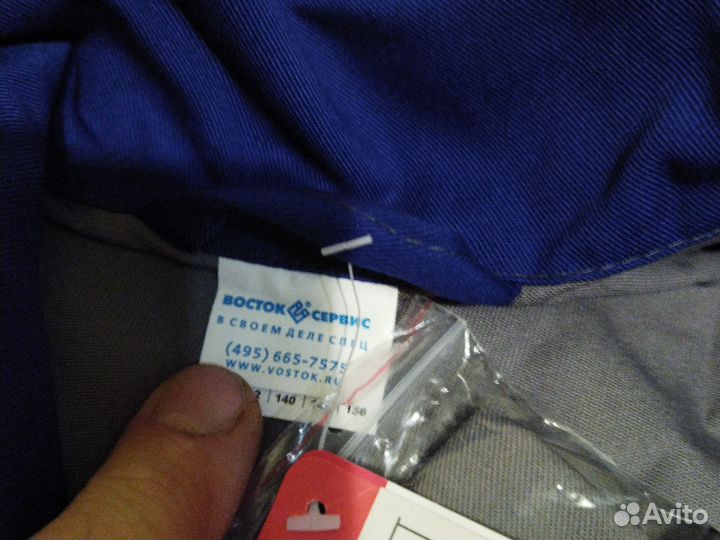 ВОСТОК СЕРВИС
В СВОЕМ ДЕЛЕ СПЕЦ
(495) 665-7575
WWW.VOSTOK.RU
140
Avito